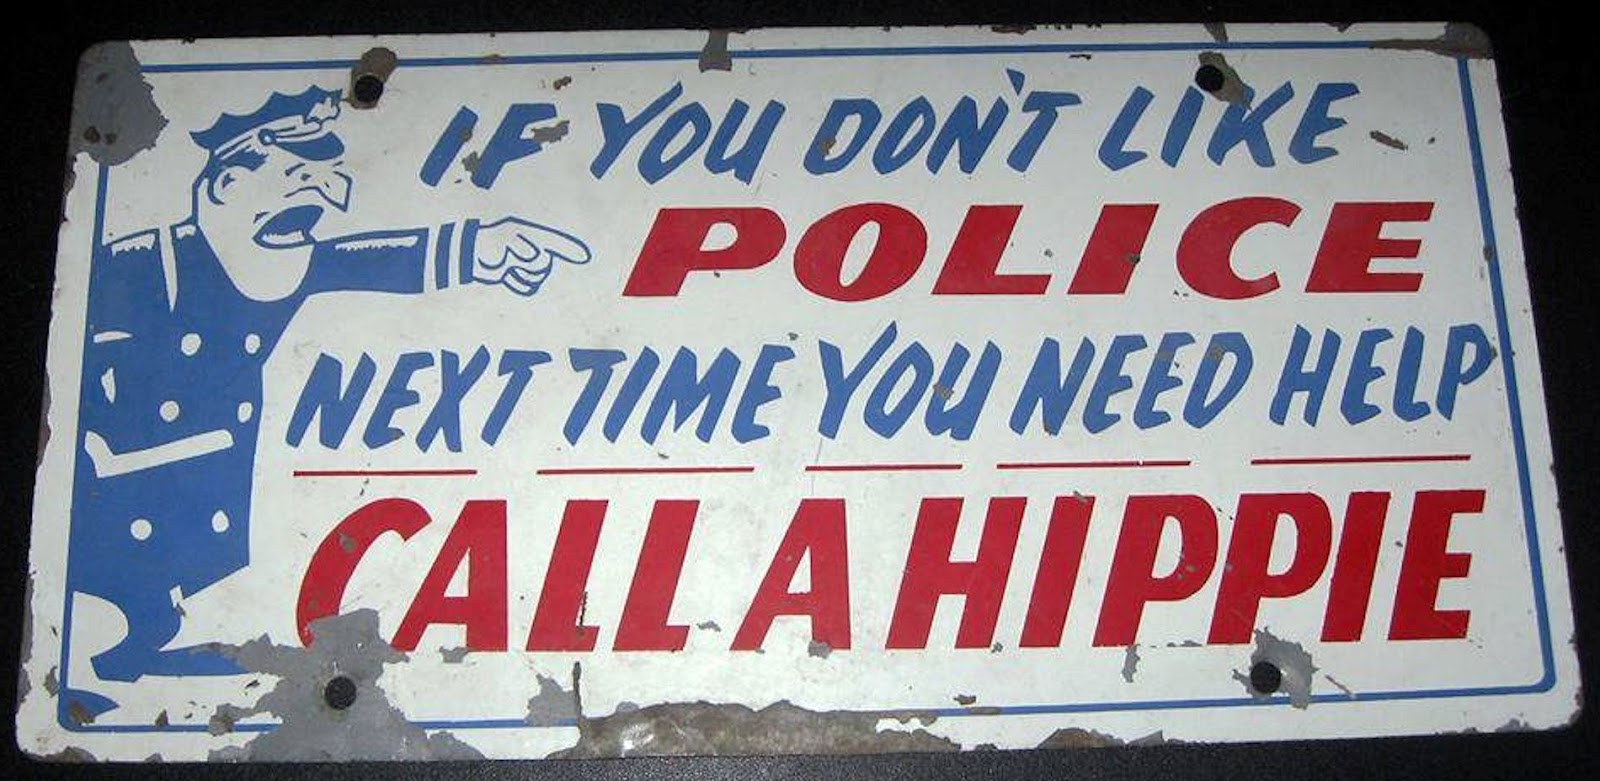 IF YOU DON'T LIKE
POLICE
NEXT TIME YOU NEED HELP
CALL A HIPPIE